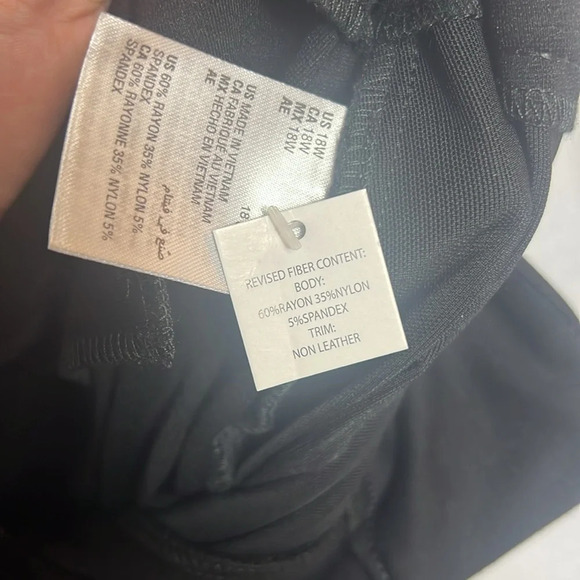 US 18W
CA 18W
MX 18W
AE
18
US MADE IN VIETNAM
CA FABRIQUÉ AU VIETNAM
MX HECHO EN VIETNAM
AE
صنع في فيتنام
US 60% RAYON 35% NYLON 5%
SPANDEX
CA 60% RAYONNE 35% NYLON 5%
SPANDEX
REVISED FIBER CONTENT:
BODY:
60%RAYON 35%NYLON
5%SPANDEX
TRIM:
NON LEATHER